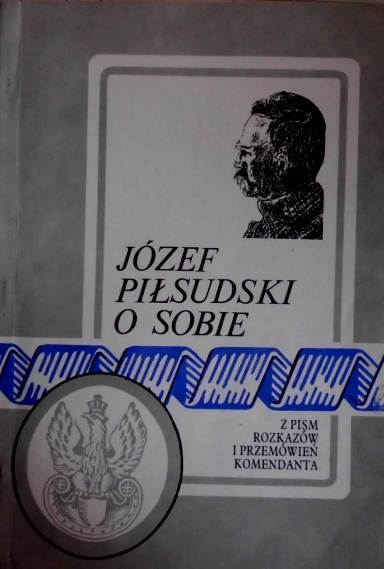 JÓZEF
PIŁSUDSKI
O SOBIE
Z PISM
ROZKAZÓW
I PRZEMÓWIEŃ
KOMENDANTA